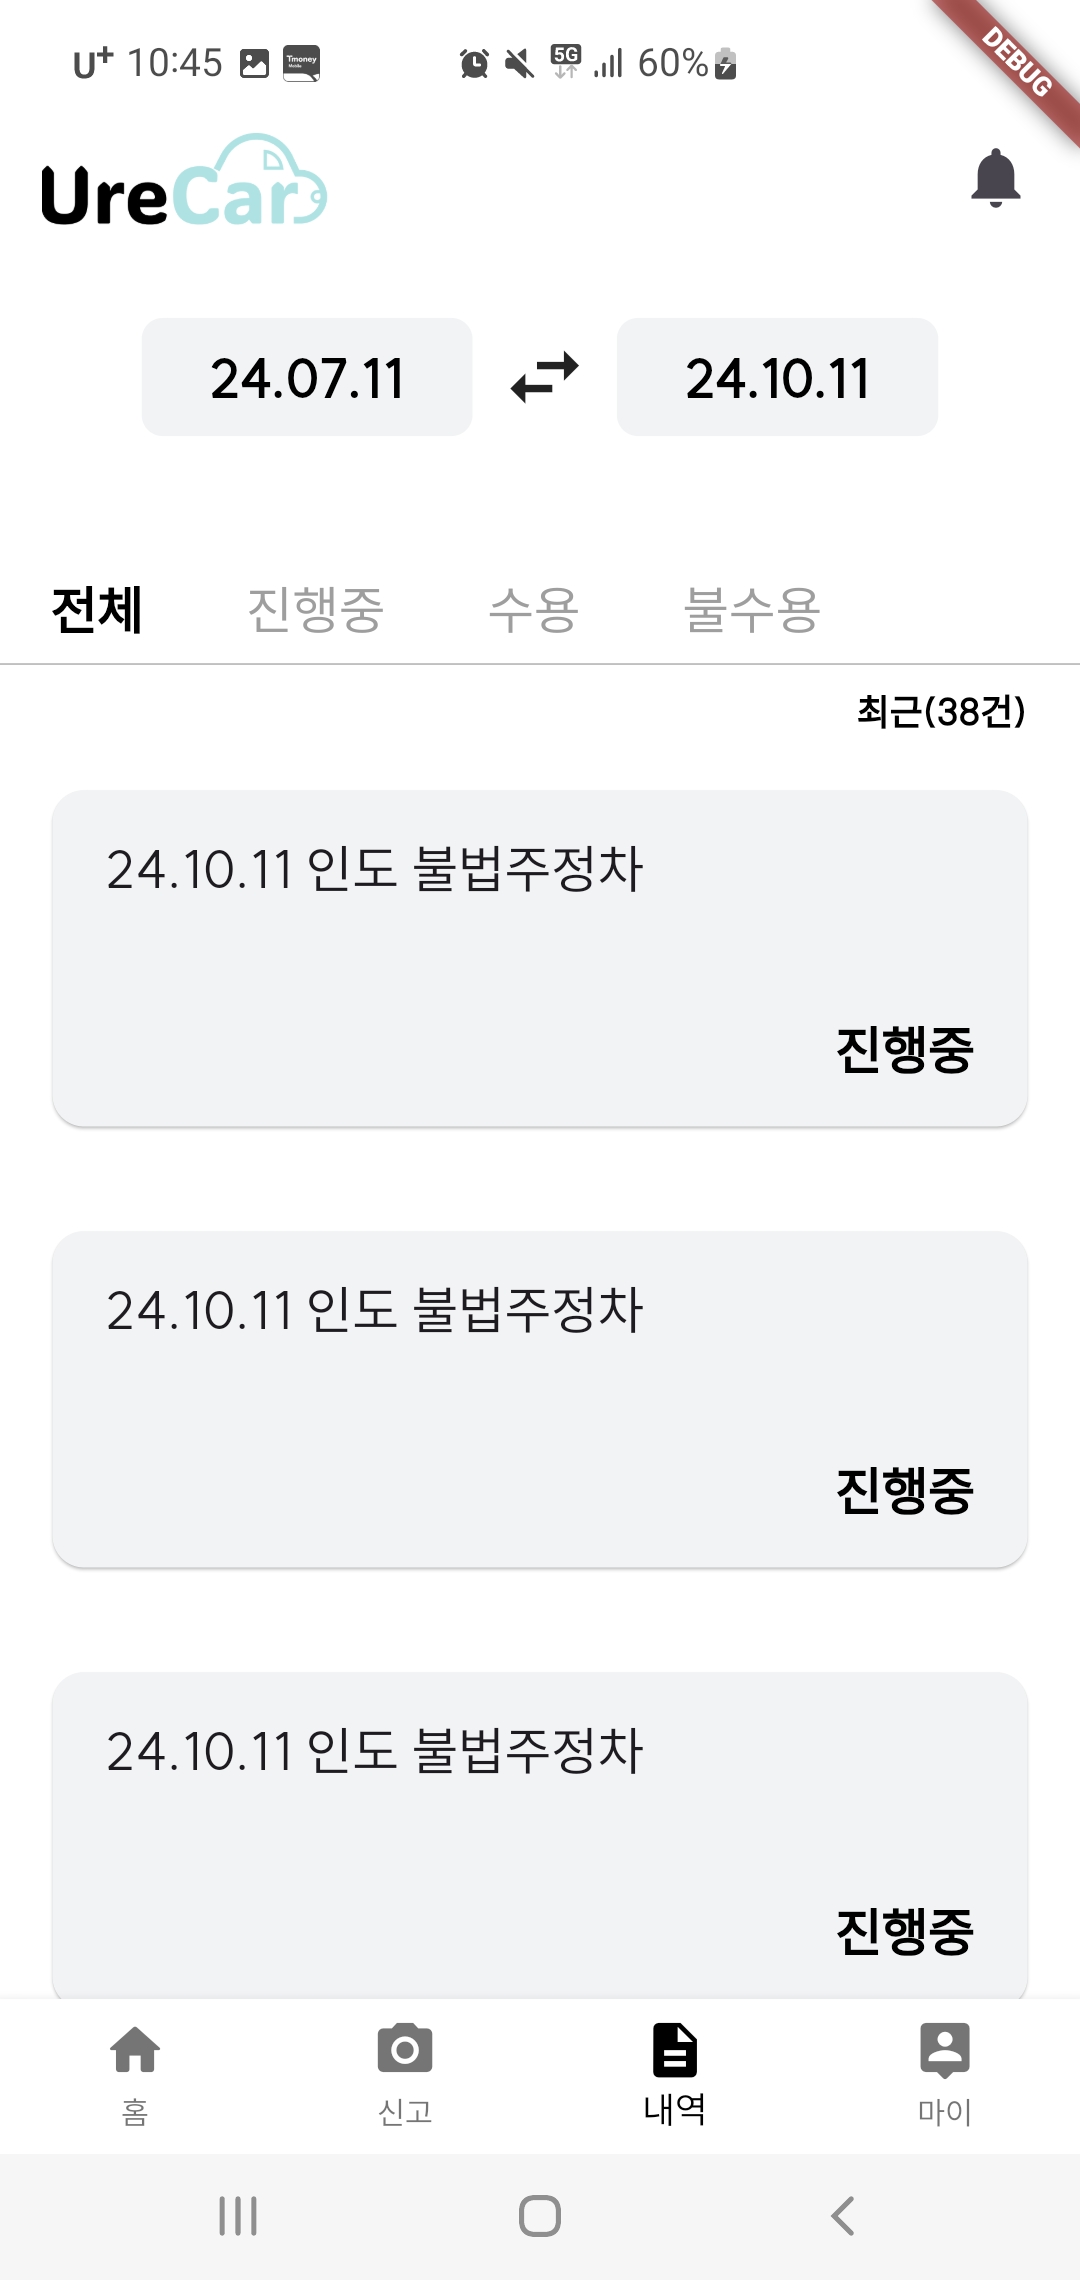 U+ 10:45 Tmoney Mobile 5G 60%
DEBUG
UreCar
24.07.11 24.10.11
전체 진행중 수용 불수용
최근(38건)
24.10.11 인도 불법주정차
진행중
24.10.11 인도 불법주정차
진행중
24.10.11 인도 불법주정차
진행중
홈 신고 내역 마이